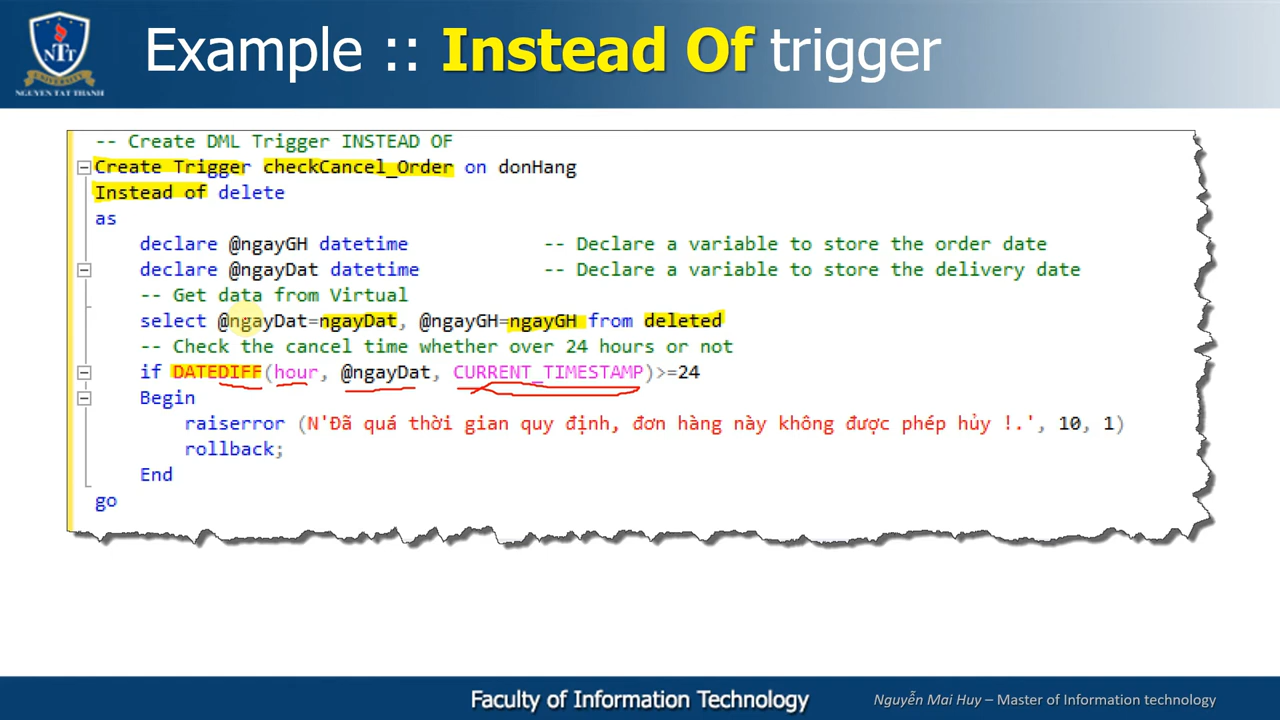 NTT
UNIVERSITY
NGUYEN TAT THANH
Example :: Instead Of trigger
-- Create DML Trigger INSTEAD OF
Create Trigger checkCancel_Order on donHang
Instead of delete
as
declare @ngayGH datetime -- Declare a variable to store the order date
declare @ngayDat datetime -- Declare a variable to store the delivery date
-- Get data from Virtual
select @ngayDat=ngayDat, @ngayGH=ngayGH from deleted
-- Check the cancel time whether over 24 hours or not
if DATEDIFF(hour, @ngayDat, CURRENT_TIMESTAMP)>=24
Begin
raiserror (N'Đã quá thời gian quy định, đơn hàng này không được phép hủy !.', 10, 1)
rollback;
End
go
Faculty of Information Technology
Nguyễn Mai Huy – Master of Information technology